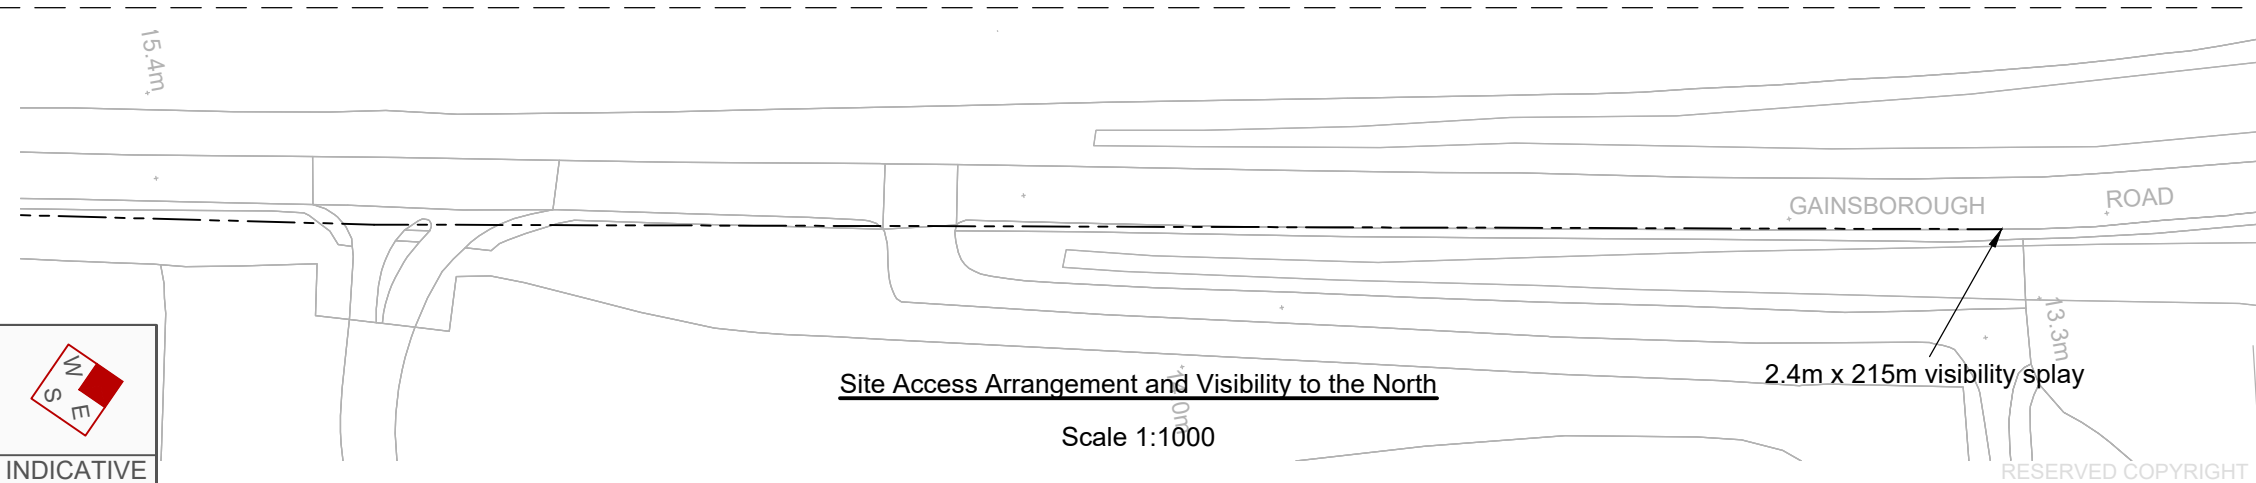 15.4m
GAINSBOROUGH ROAD
13.3m
2.4m x 215m visibility splay
Site Access Arrangement and Visibility to the North
Scale 1:1000
W
S
E
INDICATIVE
RESERVED COPYRIGHT